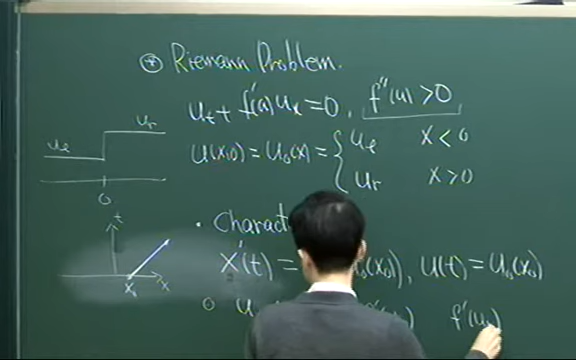 ⊛ Riemann Problem.
u_t + f'(u)u_x = 0, f''(u) > 0
u(x,0) = u_0(x) = { u_ℓ x < 0
u_r x > 0
u_ℓ u_r
0
t
x_0 x
• Charact
x'(t) = u_0(x_0)), u(t) = u_0(x_0)
f'(u_r)